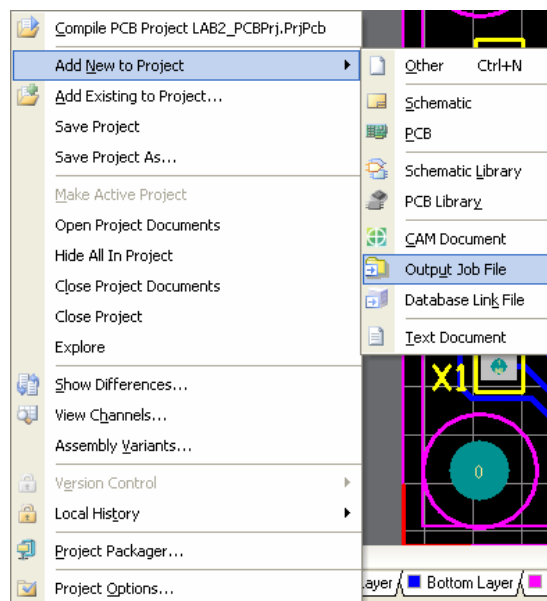 Compile PCB Project LAB2_PCBPrj.PrjPcb
Add New to Project
Add Existing to Project...
Save Project
Save Project As...
Make Active Project
Open Project Documents
Hide All In Project
Close Project Documents
Close Project
Explore
Show Differences...
View Channels...
Assembly Variants...
Version Control
Local History
Project Packager...
Project Options...
Other Ctrl+N
Schematic
PCB
Schematic Library
PCB Library
CAM Document
Output Job File
Database Link File
Text Document
X1
0
ayer Bottom Layer